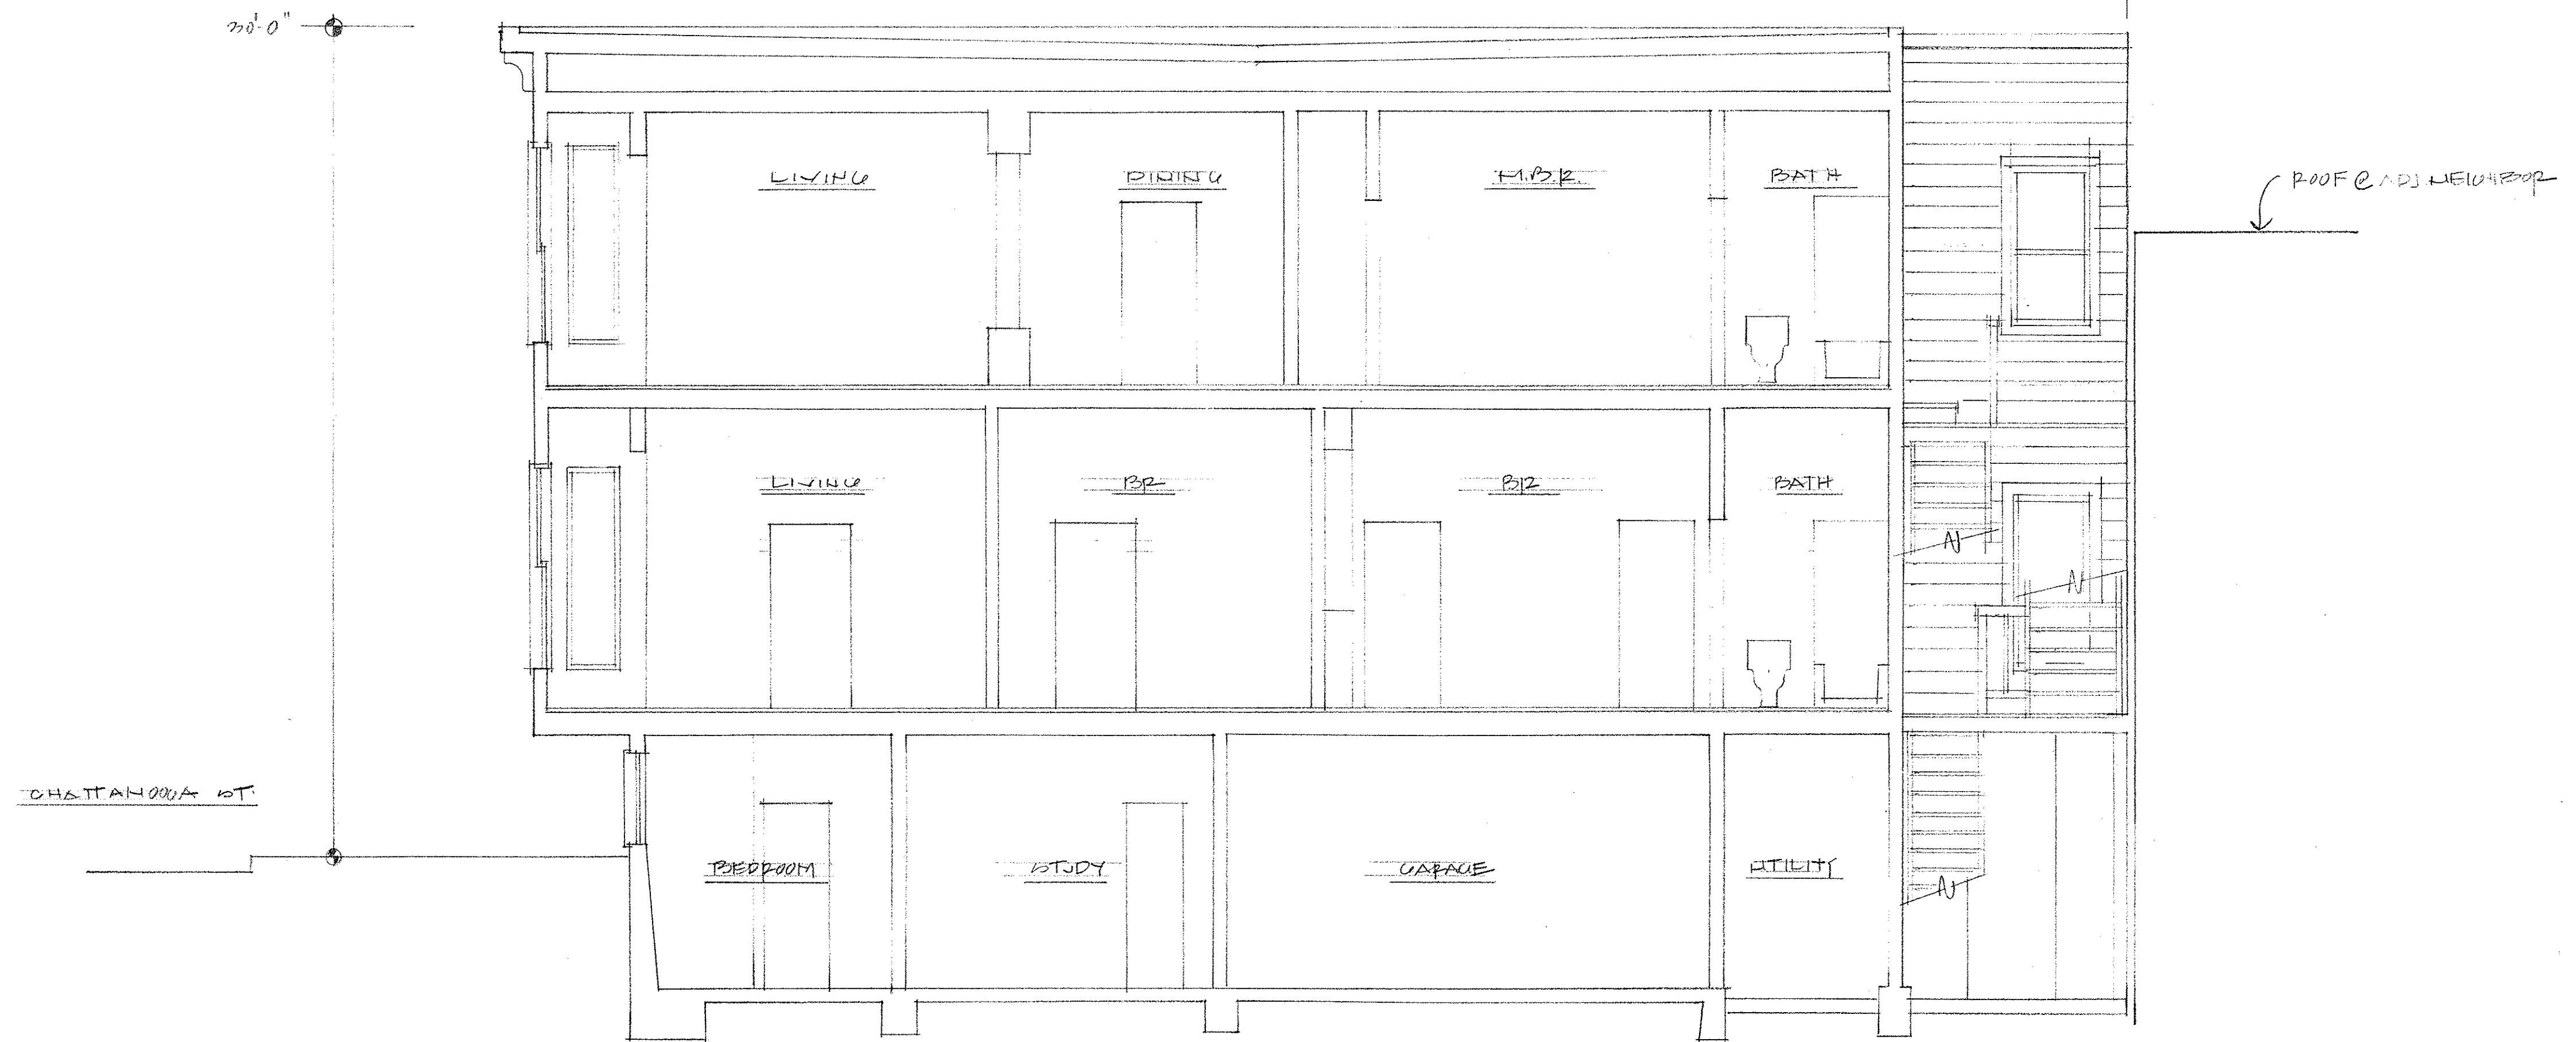 30'-0"
ROOF @ ADJ. NEIGHBOR
LIVING
DINING
M.B.R.
BATH
LIVING
BR
BR
BATH
CHATTANOOGA ST.
BEDROOM
STUDY
GARAGE
UTILITY